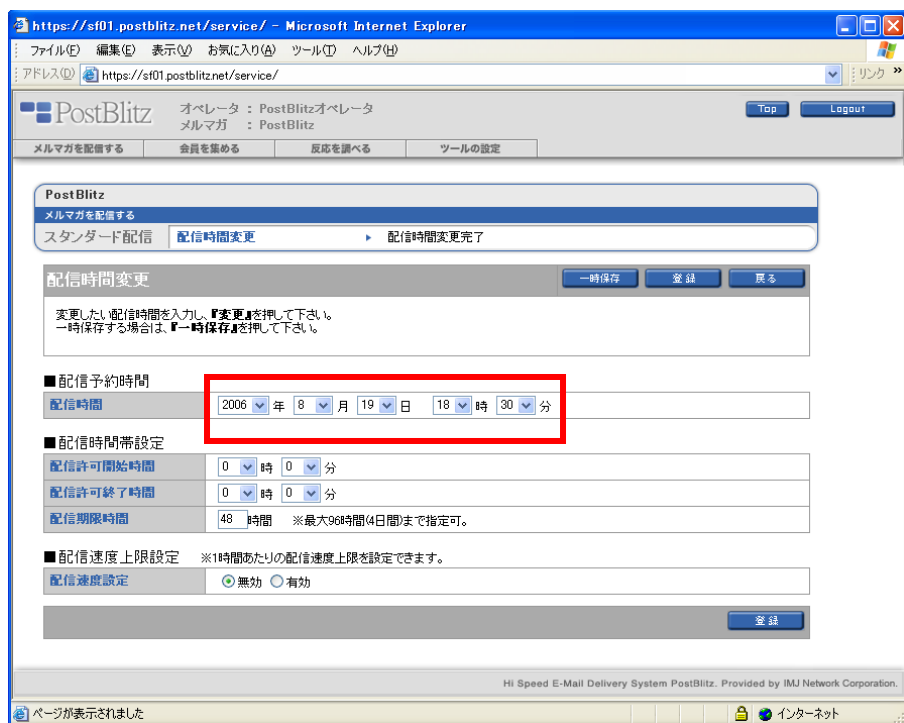 https://sf01.postblitz.net/service/ - Microsoft Internet Explorer
ファイル(F) 編集(E) 表示(V) お気に入り(A) ツール(T) ヘルプ(H)
アドレス(D) https://sf01.postblitz.net/service/ リンク »
PostBlitz オペレータ : PostBlitzオペレータ Top Logout
メルマガ : PostBlitz
メルマガを配信する 会員を集める 反応を調べる ツールの設定
PostBlitz
メルマガを配信する
スタンダード配信 配信時間変更 配信時間変更完了
配信時間変更 一時保存 登録 戻る
変更したい配信時間を入力し、『変更』を押して下さい。
一時保存する場合は、『一時保存』を押して下さい。
■配信予約時間
配信時間 2006 年 8 月 19 日 18 時 30 分
■配信時間帯設定
配信許可開始時間 0 時 0 分
配信許可終了時間 0 時 0 分
配信期限時間 48 時間 ※最大96時間(4日間)まで指定可。
■配信速度上限設定 ※1時間あたりの配信速度上限を設定できます。
配信速度設定 無効 有効
登録
Hi Speed E-Mail Delivery System PostBlitz. Provided by IMJ Network Corporation.
ページが表示されました インターネット